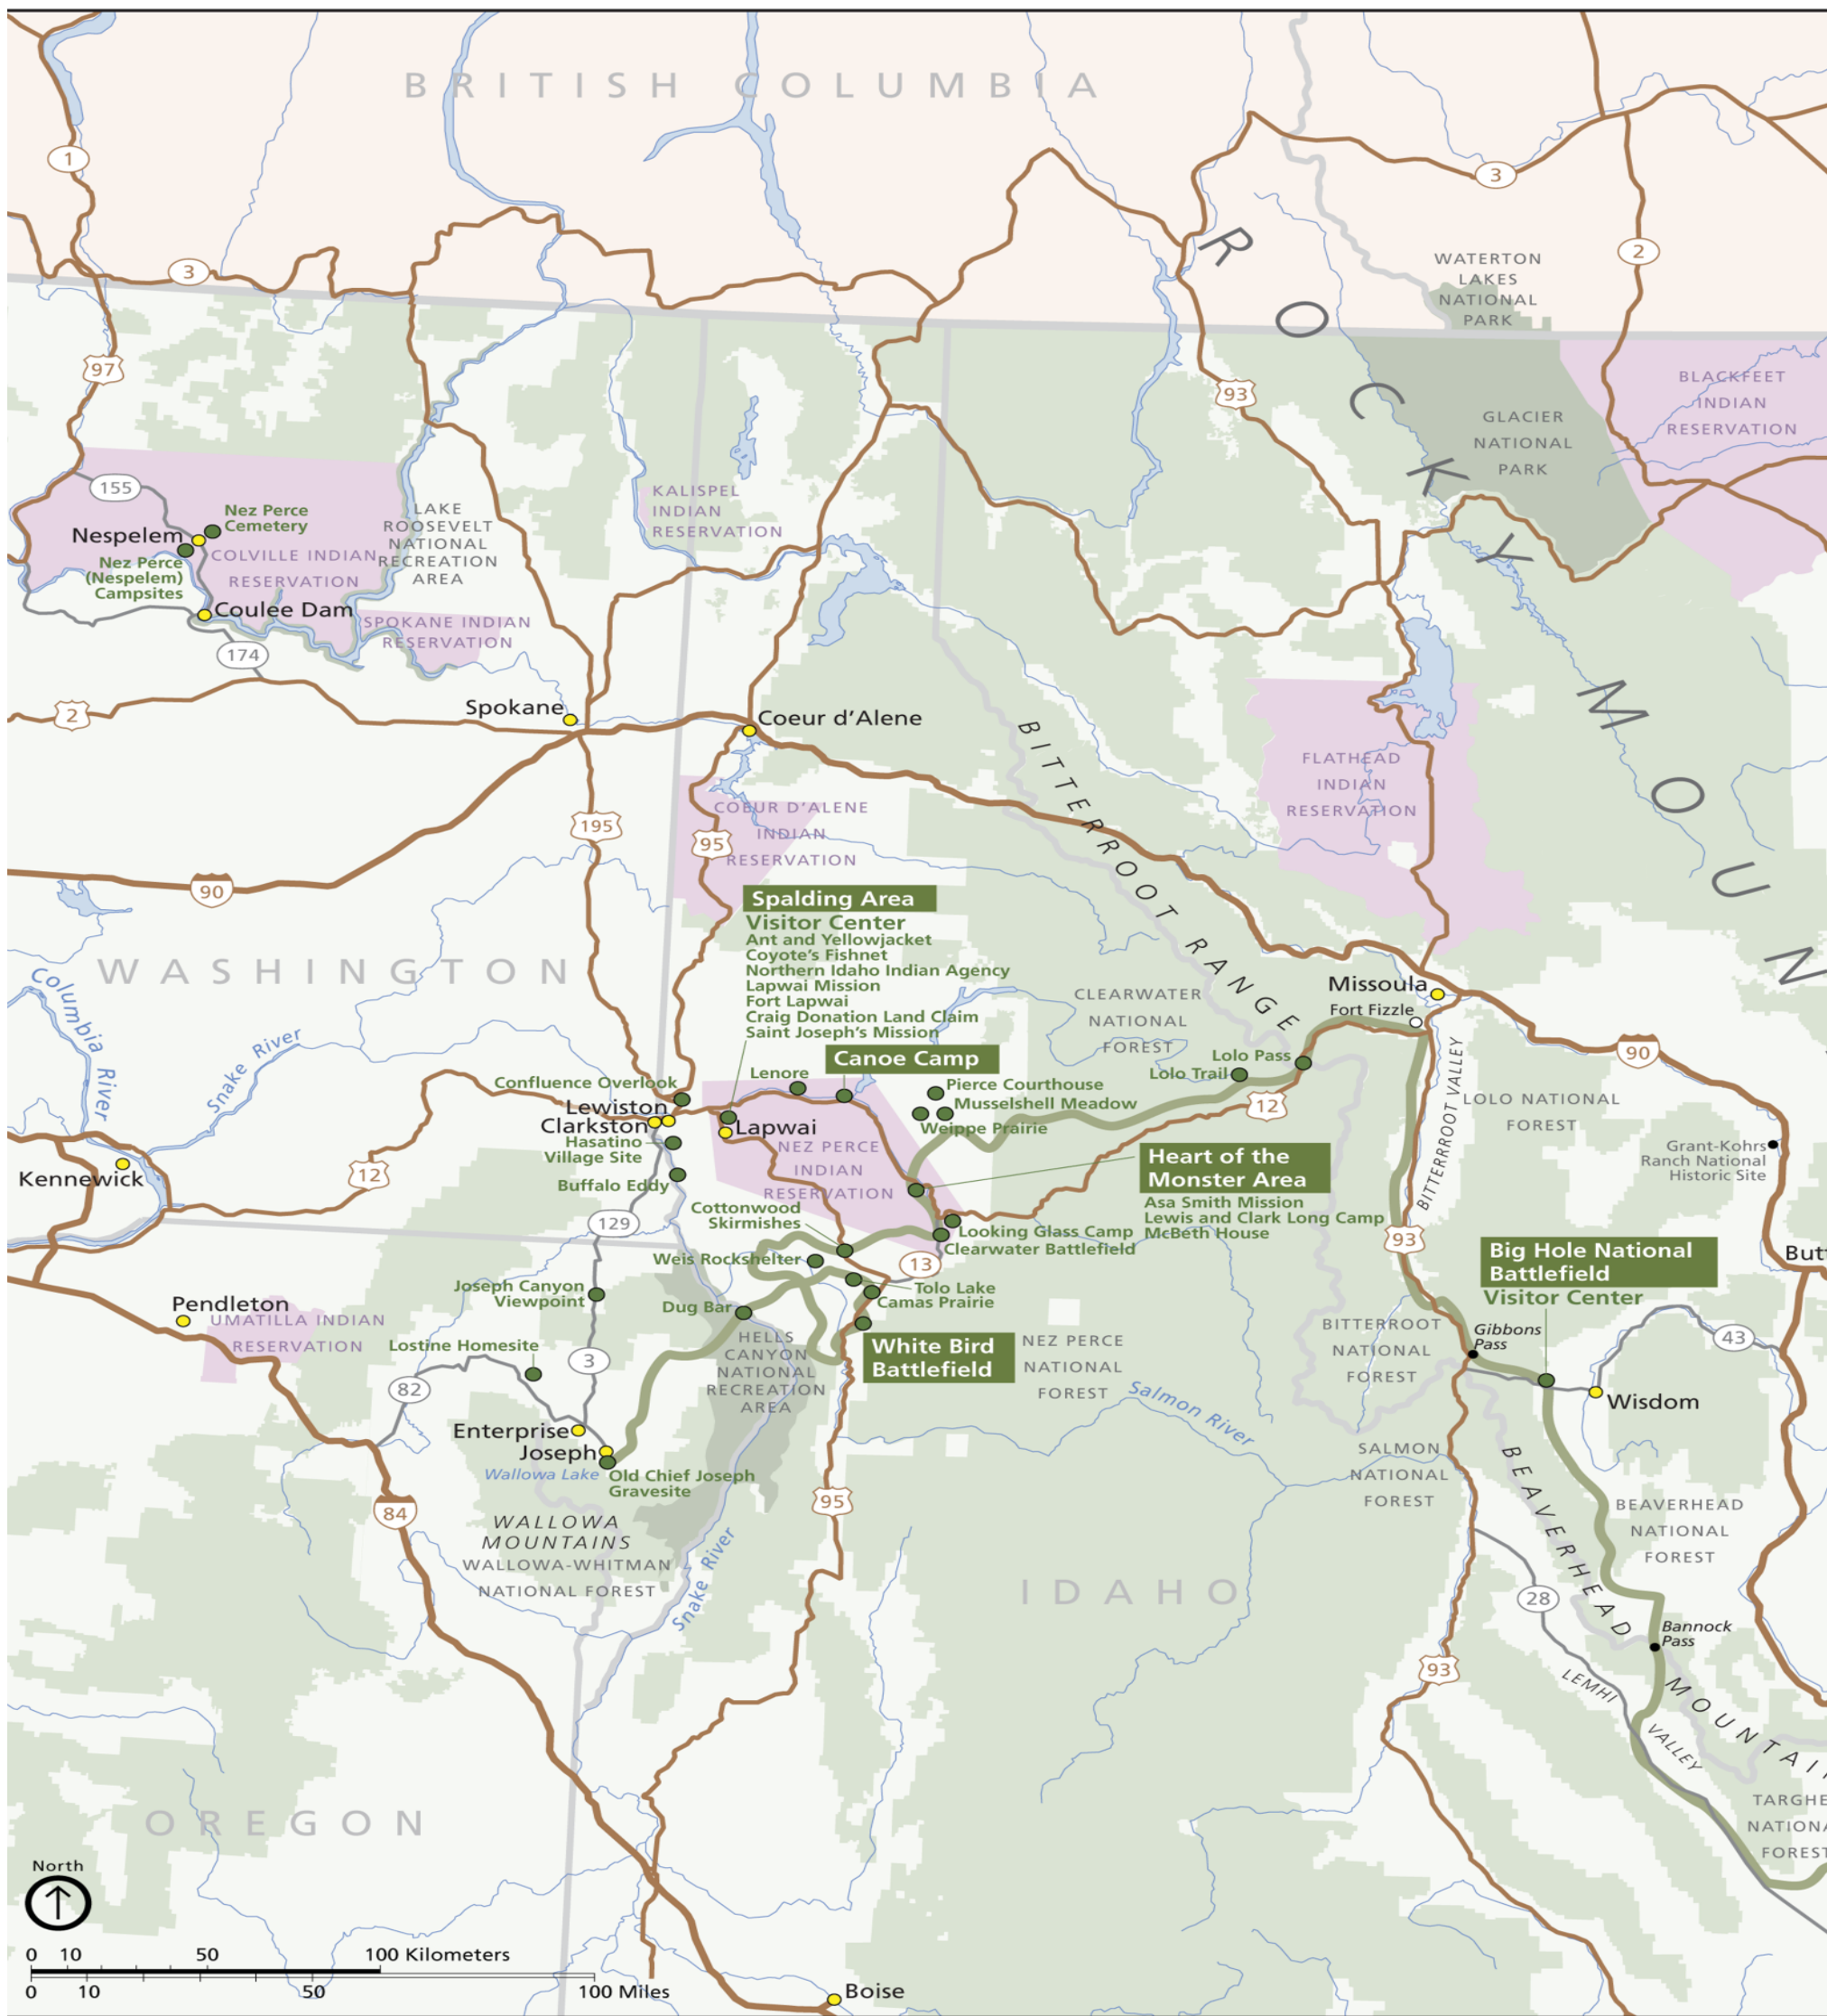 BRITISH COLUMBIA
1
3
3
2
ROCKY MOUN
WATERTON
LAKES
NATIONAL
PARK
97
93
BLACKFEET
INDIAN
RESERVATION
GLACIER
NATIONAL
PARK
155
Nez Perce
Cemetery
Nespelem
Nez Perce
(Nespelem)
Campsites
COLVILLE INDIAN
RESERVATION
LAKE
ROOSEVELT
NATIONAL
RECREATION
AREA
KALISPEL
INDIAN
RESERVATION
Coulee Dam
SPOKANE INDIAN
RESERVATION
174
2
Spokane
Coeur d'Alene
BITTERROOT RANGE
FLATHEAD
INDIAN
RESERVATION
195
95
COEUR D'ALENE
INDIAN
RESERVATION
90
WASHINGTON
Columbia River
Snake River
Spalding Area
Visitor Center
Ant and Yellowjacket
Coyote's Fishnet
Northern Idaho Indian Agency
Lapwai Mission
Fort Lapwai
Craig Donation Land Claim
Saint Joseph's Mission
Canoe Camp
CLEARWATER
NATIONAL
FOREST
Missoula
Fort Fizzle
90
Lolo Pass
Lolo Trail
Lenore
Confluence Overlook
Lewiston
Clarkston
Lapwai
Pierce Courthouse
Musselshell Meadow
Weippe Prairie
12
BITTERROOT VALLEY
LOLO NATIONAL
FOREST
Grant-Kohrs
Ranch National
Historic Site
Hasatino
Village Site
Buffalo Eddy
NEZ PERCE
INDIAN
RESERVATION
Kennewick
12
Heart of the
Monster Area
Asa Smith Mission
Lewis and Clark Long Camp
McBeth House
Cottonwood
Skirmishes
129
Looking Glass Camp
Clearwater Battlefield
Weis Rockshelter
13
93
Big Hole National
Battlefield
Visitor Center
Butt
Joseph Canyon
Viewpoint
Dug Bar
Tolo Lake
Camas Prairie
Pendleton
UMATILLA INDIAN
RESERVATION
Lostine Homesite
3
82
HELLS
CANYON
NATIONAL
RECREATION
AREA
White Bird
Battlefield
NEZ PERCE
NATIONAL
FOREST
BITTERROOT
NATIONAL
FOREST
Gibbons
Pass
43
Wisdom
Salmon River
Enterprise
Joseph
Wallowa Lake
Old Chief Joseph
Gravesite
SALMON
NATIONAL
FOREST
BEAVERHEAD MOUNTAI
84
95
WALLOWA
MOUNTAINS
WALLOWA-WHITMAN
NATIONAL FOREST
Snake River
BEAVERHEAD
NATIONAL
FOREST
IDAHO
28
Bannock
Pass
93
LEMHI VALLEY
TARGHE
NATIONA
FOREST
OREGON
North
0 10 50 100 Kilometers
0 10 50 100 Miles
Boise